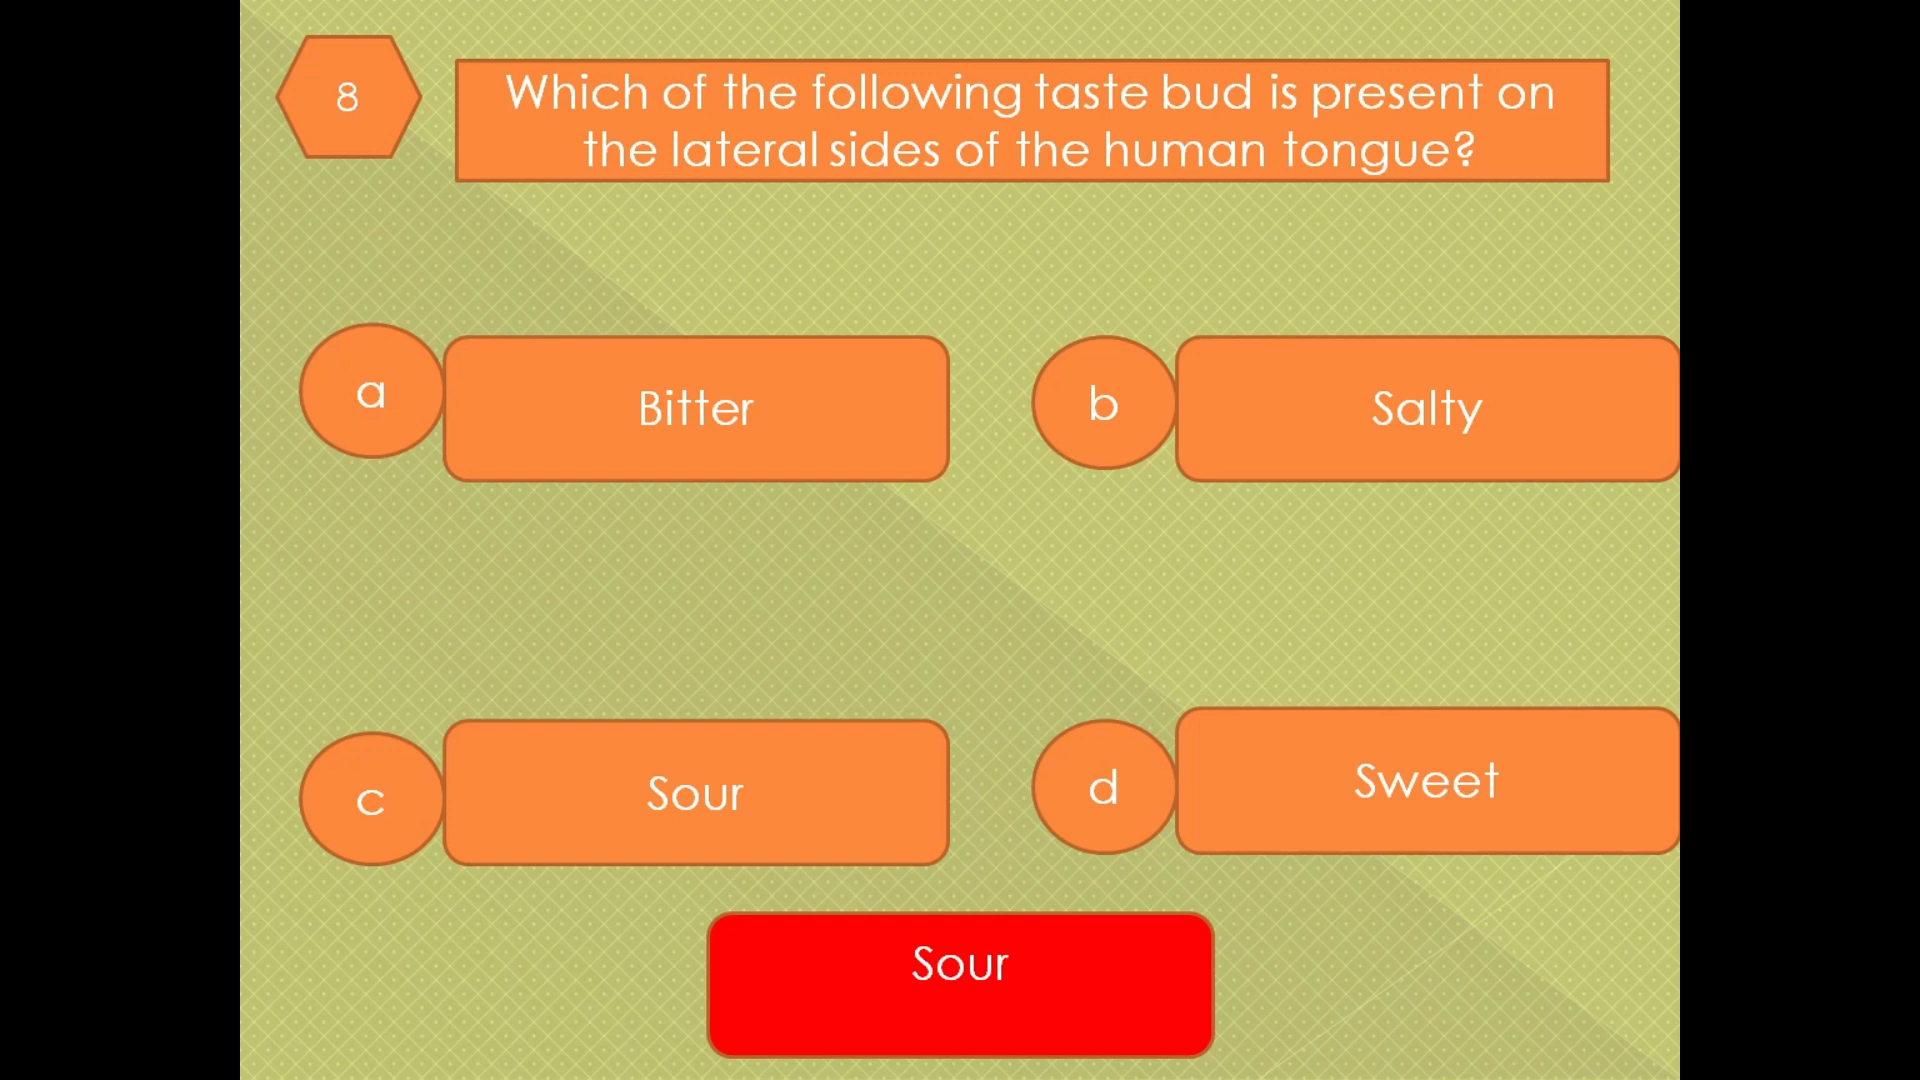 8
Which of the following taste bud is present on
the lateral sides of the human tongue?
a
Bitter
b
Salty
c
Sour
d
Sweet
Sour